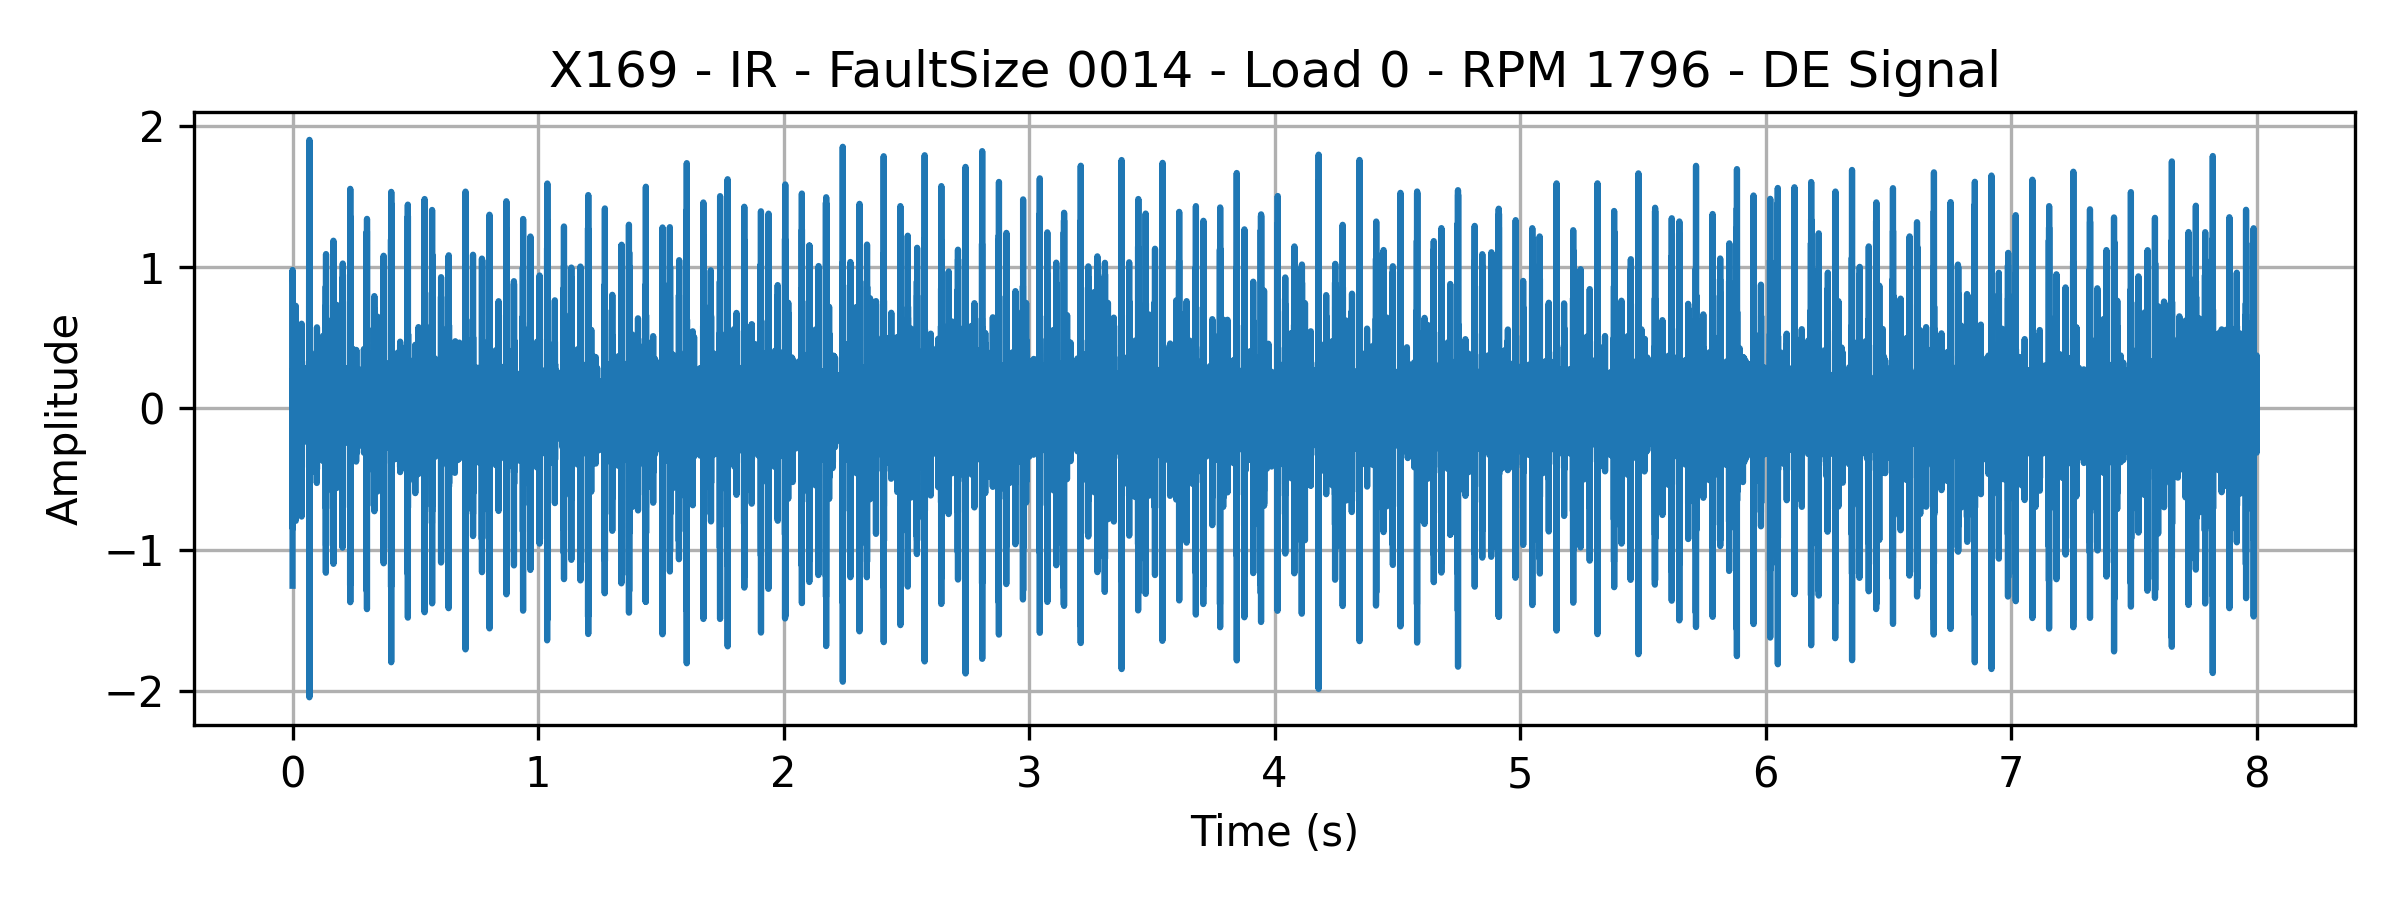 X169 - IR - FaultSize 0014 - Load 0 - RPM 1796 - DE Signal
2
1
0
−1
−2
Amplitude
0 1 2 3 4 5 6 7 8
Time (s)